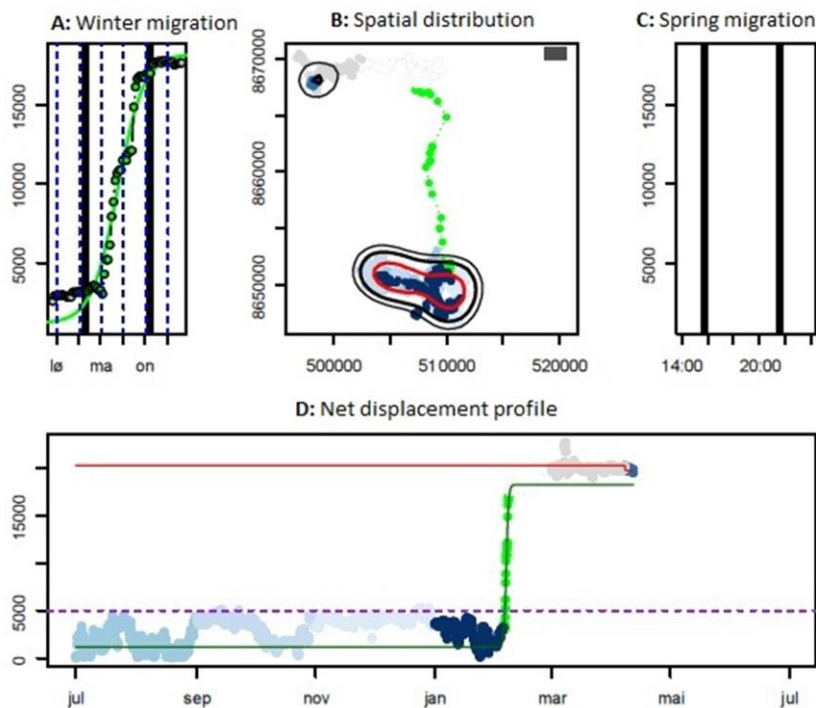 A: Winter migration
B: Spatial distribution
C: Spring migration
15000
10000
5000
lø ma on
8670000
8660000
8650000
500000 510000 520000
15000
10000
5000
14:00 20:00
D: Net displacement profile
15000
5000
0
jul sep nov jan mar mai jul